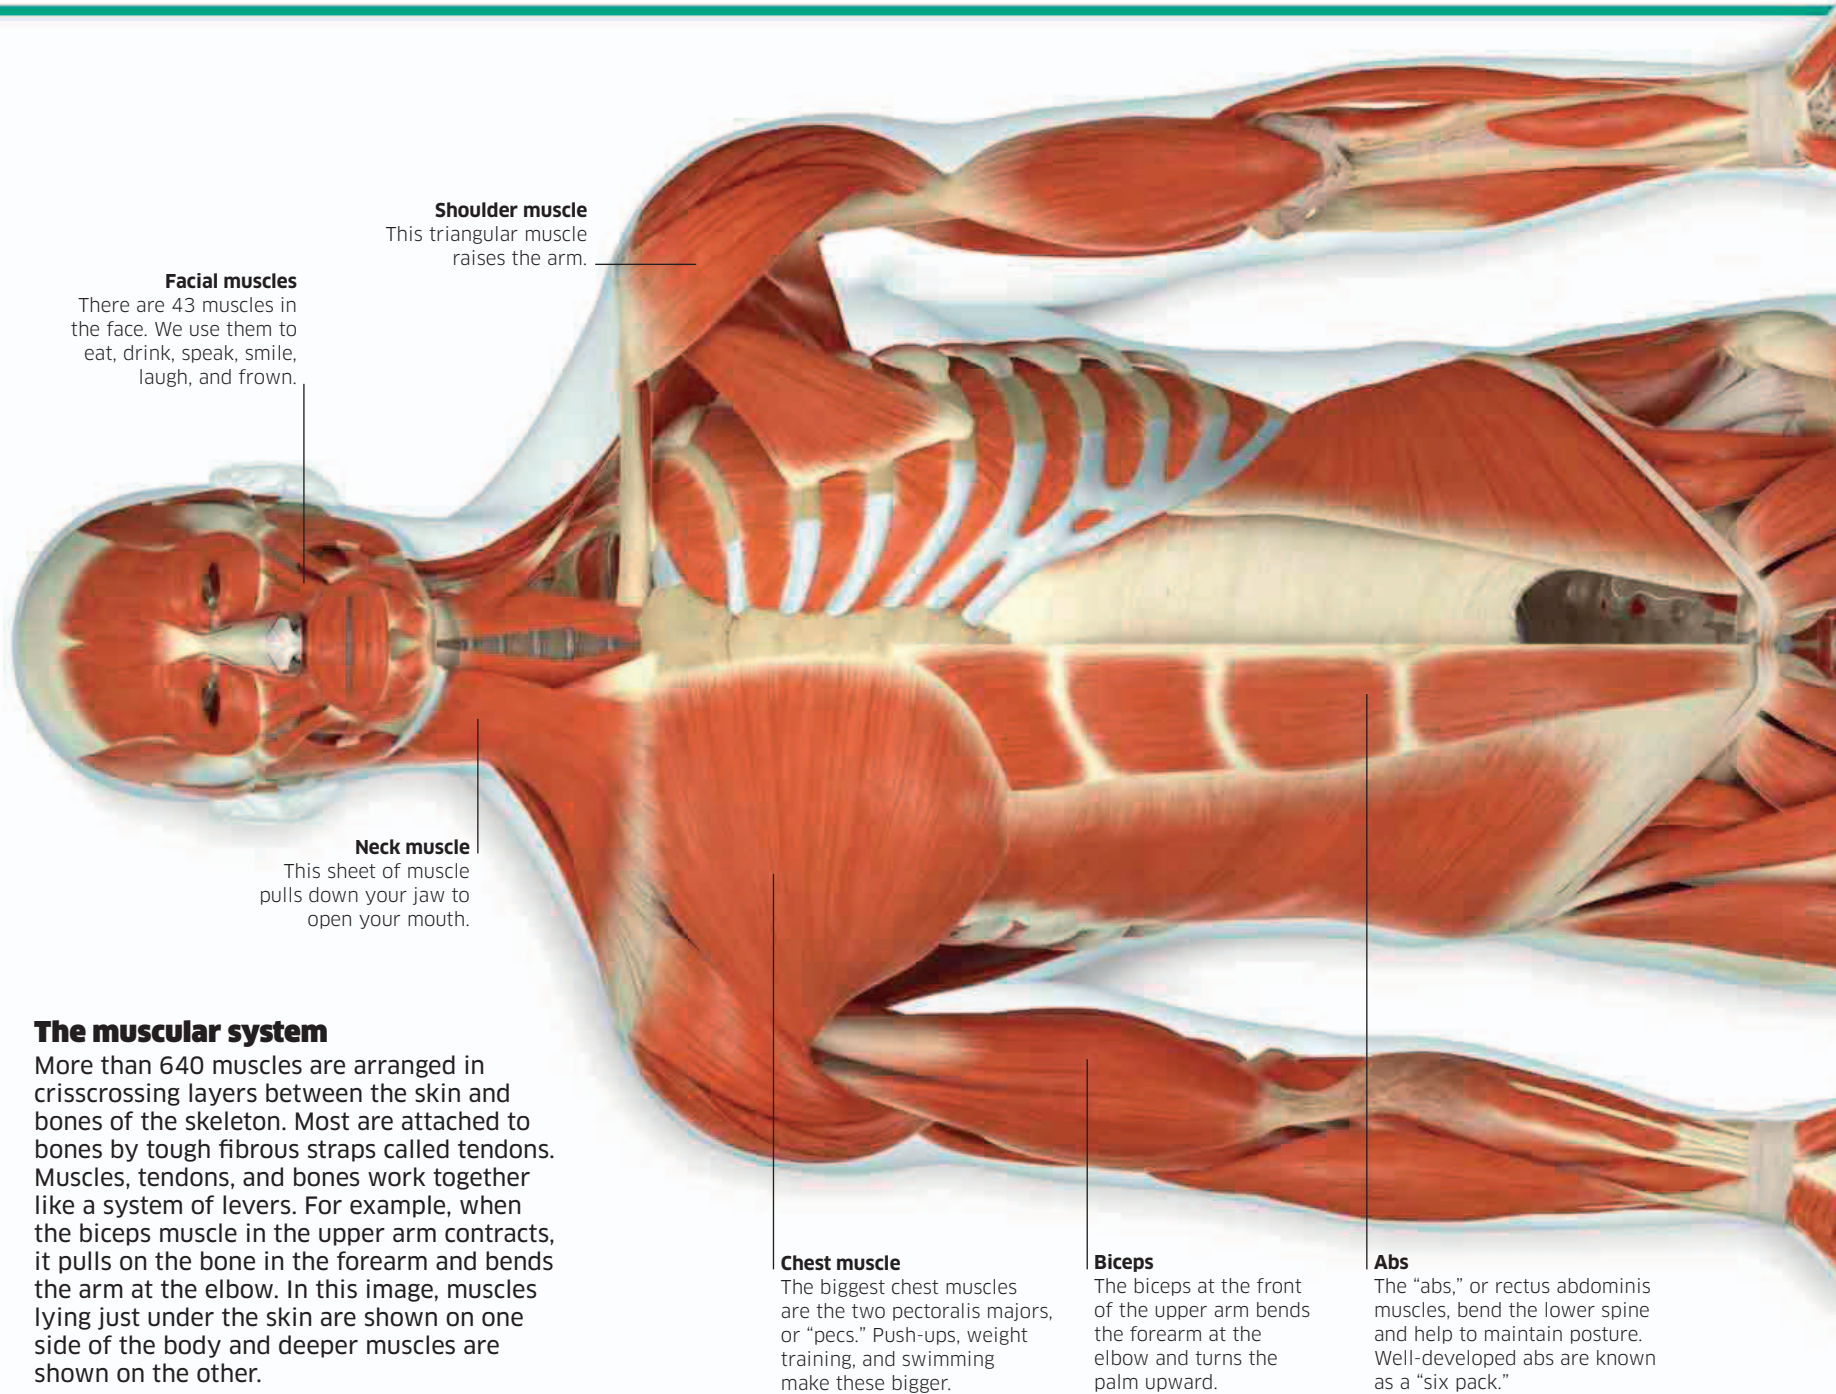 Shoulder muscle
This triangular muscle
raises the arm.
Facial muscles
There are 43 muscles in
the face. We use them to
eat, drink, speak, smile,
laugh, and frown.
Neck muscle
This sheet of muscle
pulls down your jaw to
open your mouth.
The muscular system
More than 640 muscles are arranged in
crisscrossing layers between the skin and
bones of the skeleton. Most are attached to
bones by tough fibrous straps called tendons.
Muscles, tendons, and bones work together
like a system of levers. For example, when
the biceps muscle in the upper arm contracts,
it pulls on the bone in the forearm and bends
the arm at the elbow. In this image, muscles
lying just under the skin are shown on one
side of the body and deeper muscles are
shown on the other.
Chest muscle
The biggest chest muscles
are the two pectoralis majors,
or “pecs.” Push-ups, weight
training, and swimming
make these bigger.
Biceps
The biceps at the front
of the upper arm bends
the forearm at the
elbow and turns the
palm upward.
Abs
The “abs,” or rectus abdominis
muscles, bend the lower spine
and help to maintain posture.
Well-developed abs are known
as a “six pack.”